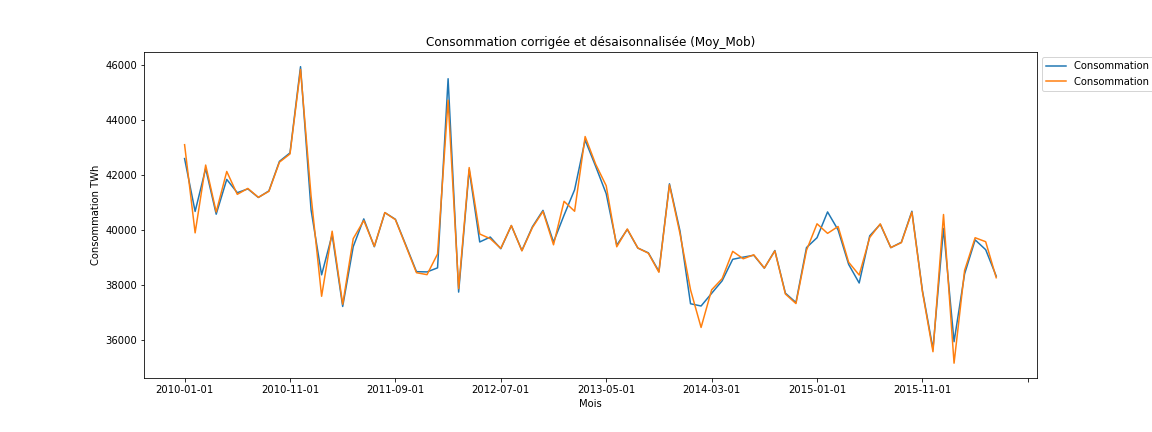 Consommation corrigée et désaisonnalisée (Moy_Mob)
Consommation
Consommation
Consommation TWh
46000
44000
42000
40000
38000
36000
2010-01-01
2010-11-01
2011-09-01
2012-07-01
2013-05-01
2014-03-01
2015-01-01
2015-11-01
Mois